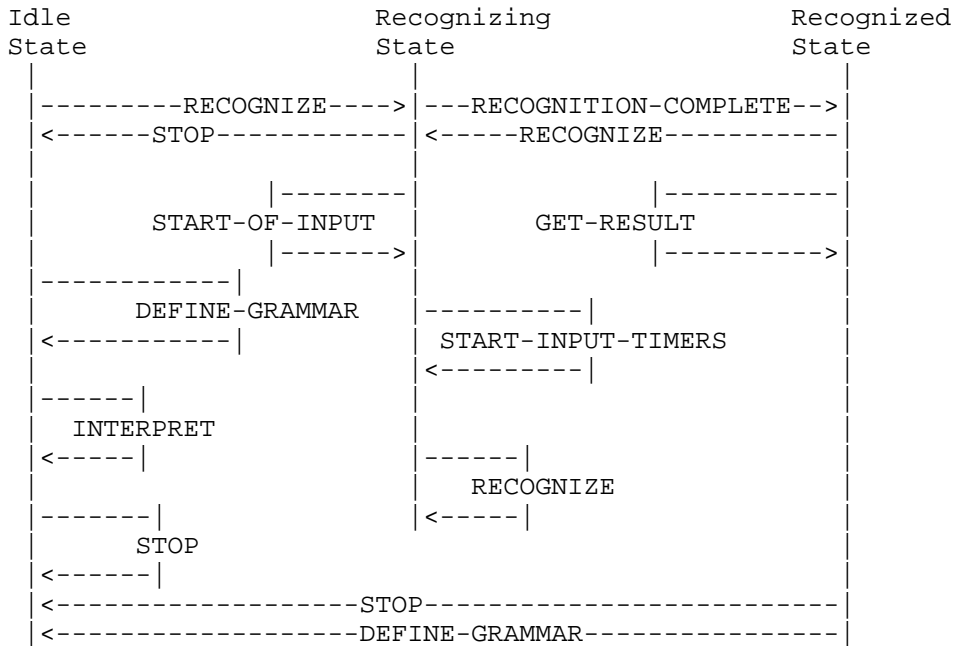 Idle Recognizing Recognized
State State State
RECOGNIZE RECOGNITION-COMPLETE
STOP RECOGNIZE
START-OF-INPUT GET-RESULT
DEFINE-GRAMMAR
START-INPUT-TIMERS
INTERPRET
RECOGNIZE
STOP
STOP
DEFINE-GRAMMAR